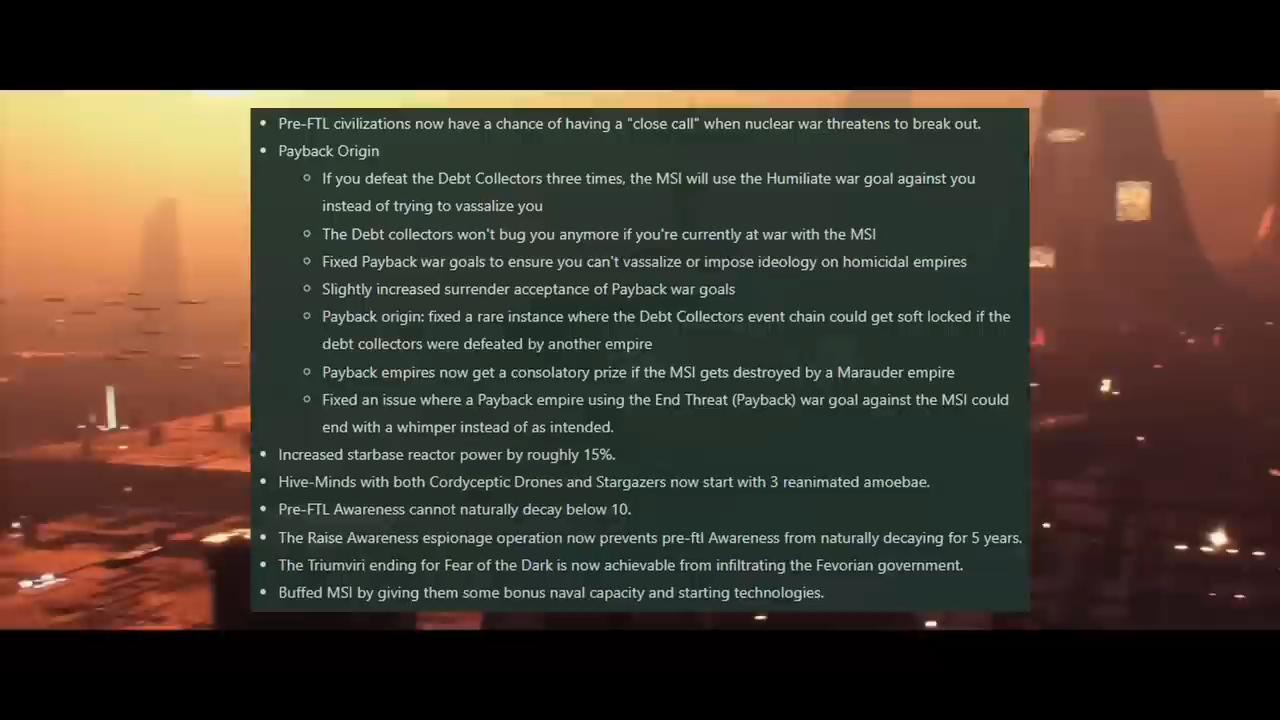 • Pre-FTL civilizations now have a chance of having a "close call" when nuclear war threatens to break out.
• Payback Origin
◦ If you defeat the Debt Collectors three times, the MSI will use the Humiliate war goal against you
instead of trying to vassalize you
◦ The Debt collectors won't bug you anymore if you're currently at war with the MSI
◦ Fixed Payback war goals to ensure you can't vassalize or impose ideology on homicidal empires
◦ Slightly increased surrender acceptance of Payback war goals
◦ Payback origin: fixed a rare instance where the Debt Collectors event chain could get soft locked if the
debt collectors were defeated by another empire
◦ Payback empires now get a consolatory prize if the MSI gets destroyed by a Marauder empire
◦ Fixed an issue where a Payback empire using the End Threat (Payback) war goal against the MSI could
end with a whimper instead of as intended.
• Increased starbase reactor power by roughly 15%.
• Hive-Minds with both Cordyceptic Drones and Stargazers now start with 3 reanimated amoebae.
• Pre-FTL Awareness cannot naturally decay below 10.
• The Raise Awareness espionage operation now prevents pre-ftl Awareness from naturally decaying for 5 years.
• The Triumviri ending for Fear of the Dark is now achievable from infiltrating the Fevorian government.
• Buffed MSI by giving them some bonus naval capacity and starting technologies.